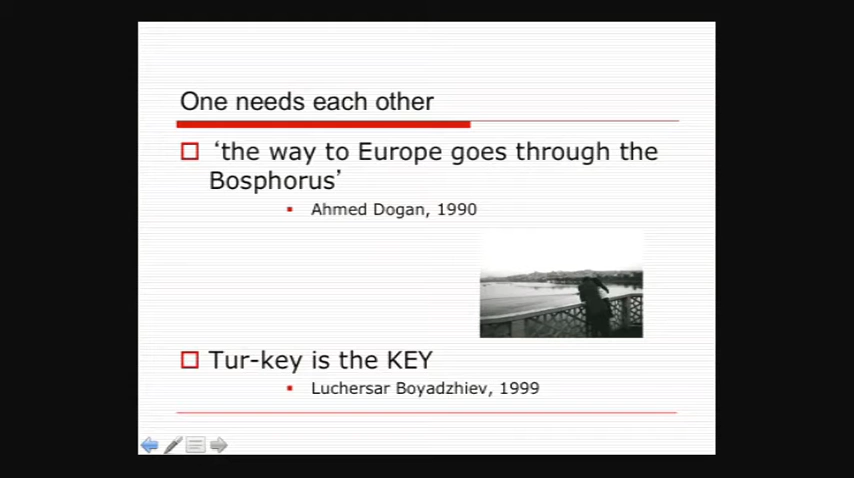 One needs each other
‘the way to Europe goes through the
Bosphorus’
Ahmed Dogan, 1990
Tur-key is the KEY
Luchersar Boyadzhiev, 1999